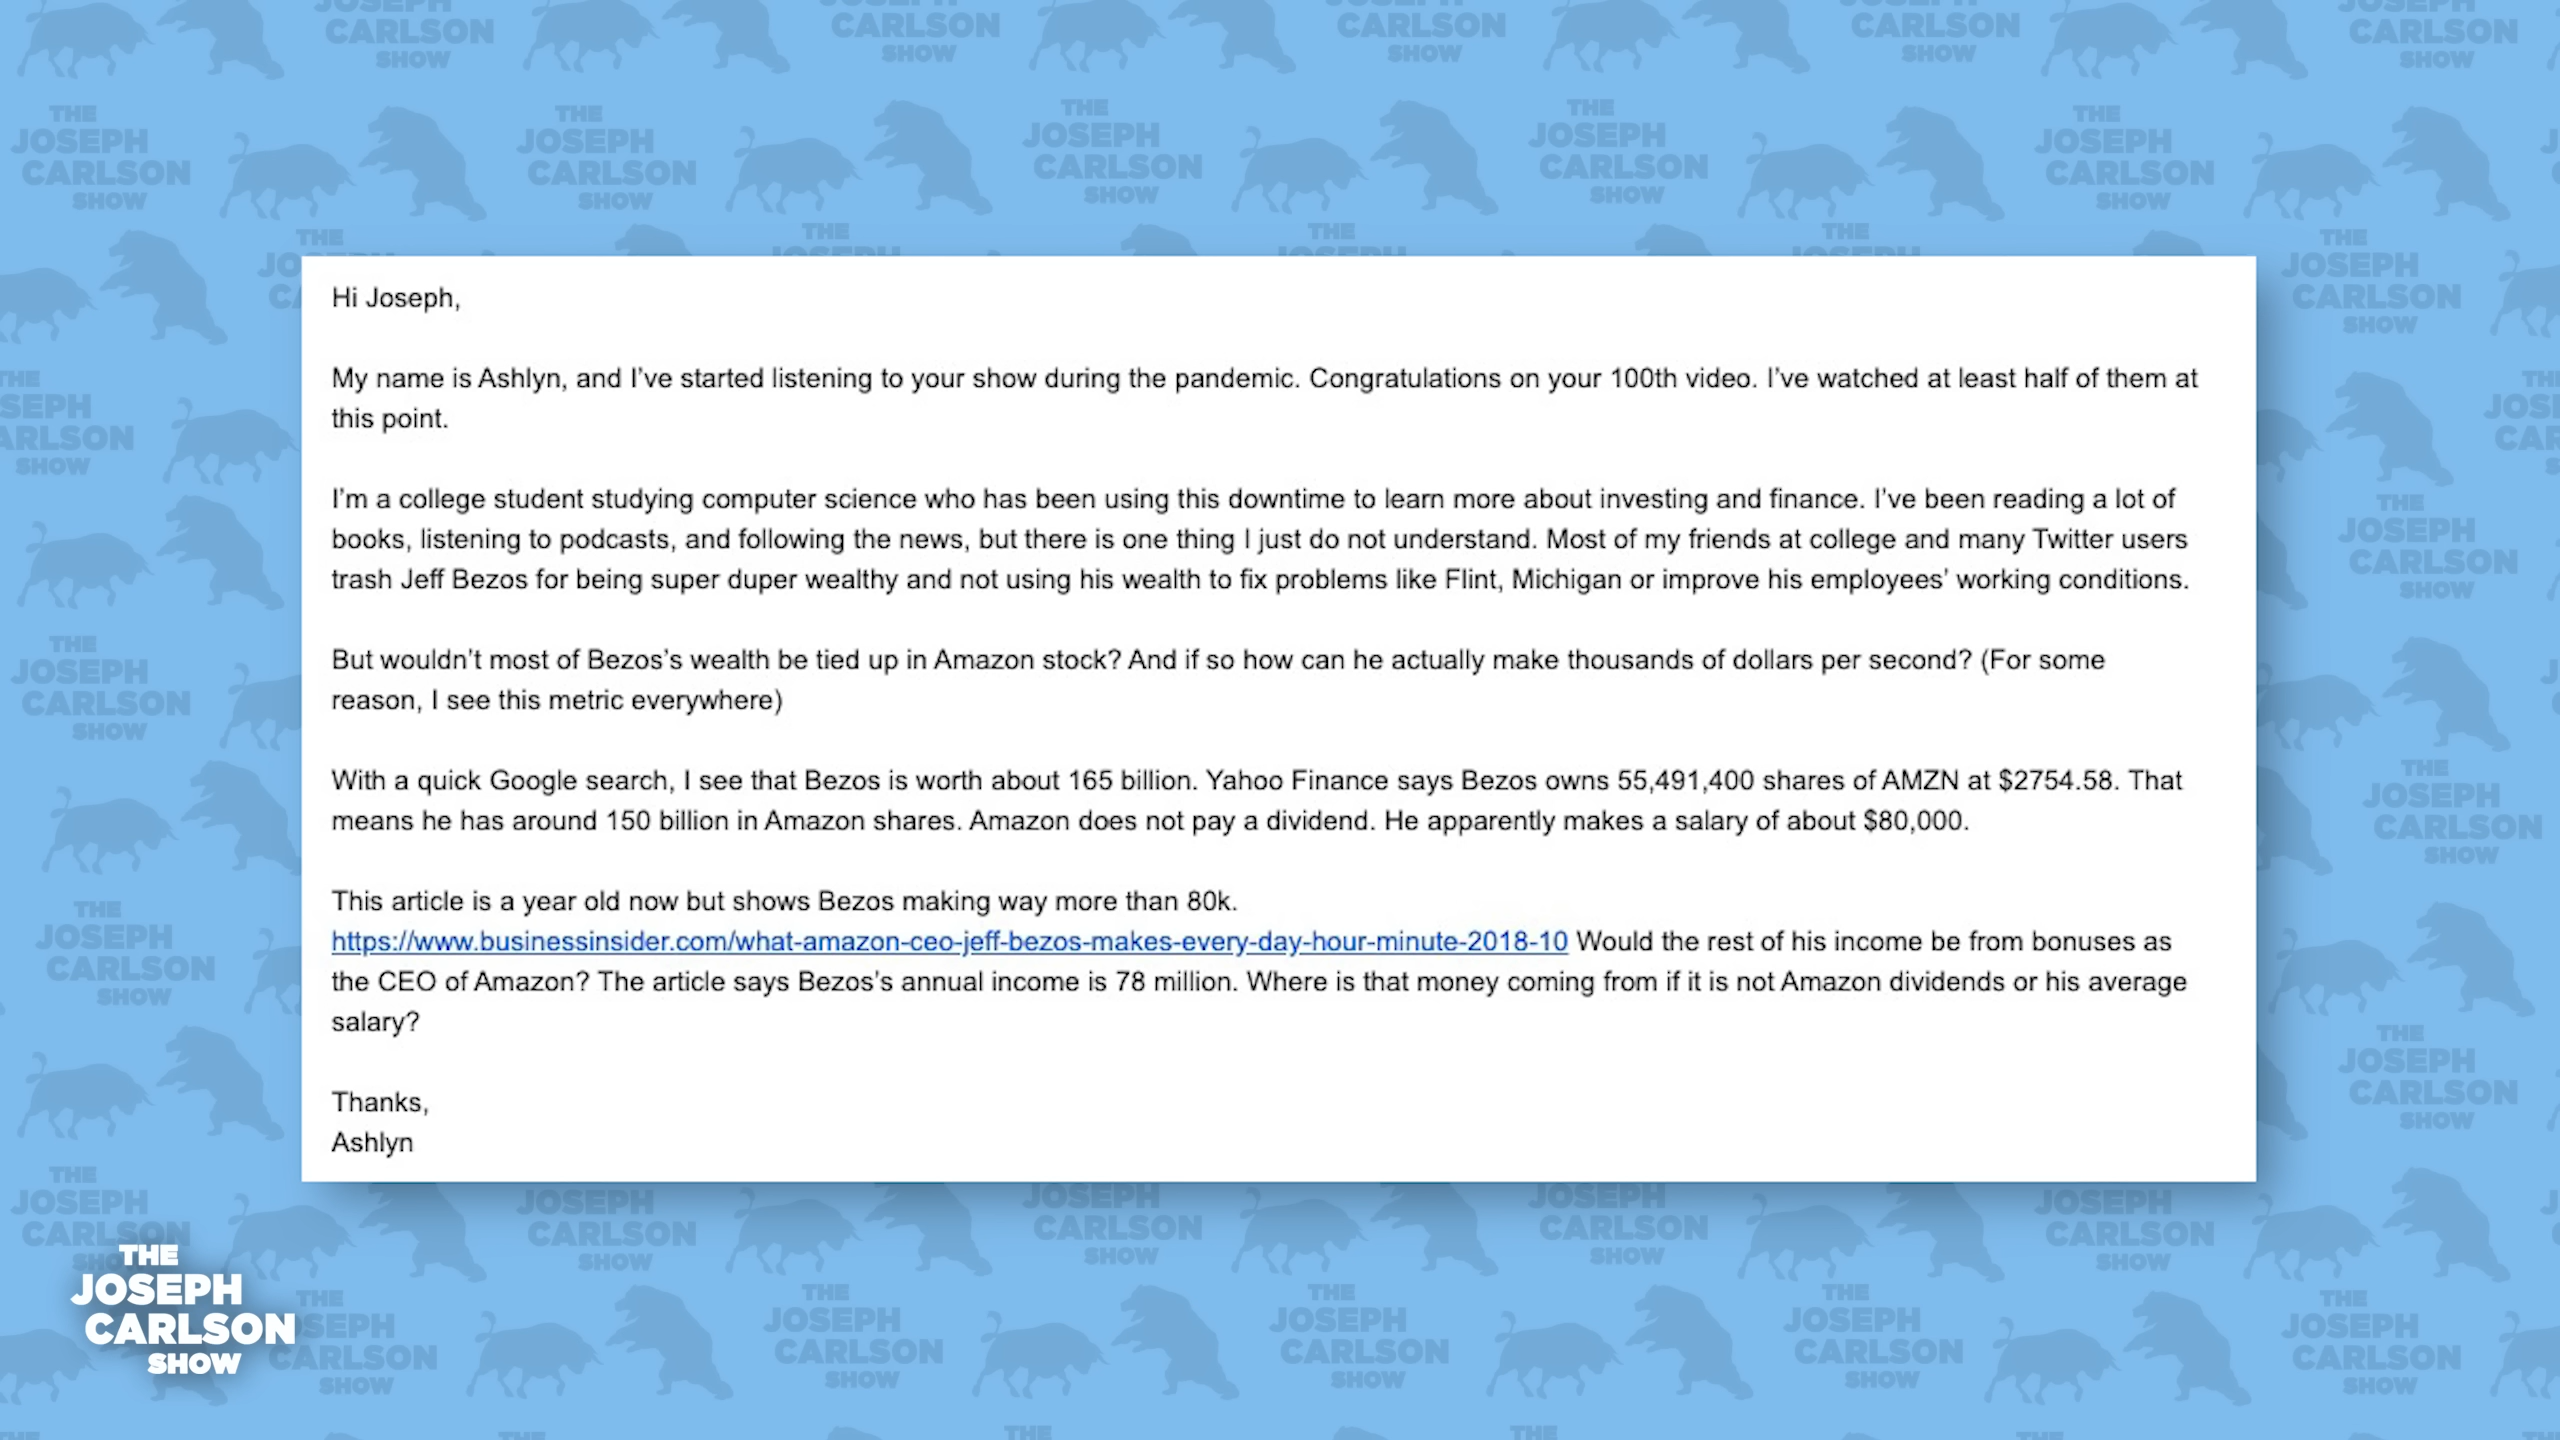 Hi Joseph,
My name is Ashlyn, and I've started listening to your show during the pandemic. Congratulations on your 100th video. I've watched at least half of them at
this point.
I'm a college student studying computer science who has been using this downtime to learn more about investing and finance. I've been reading a lot of
books, listening to podcasts, and following the news, but there is one thing I just do not understand. Most of my friends at college and many Twitter users
trash Jeff Bezos for being super duper wealthy and not using his wealth to fix problems like Flint, Michigan or improve his employees' working conditions.
But wouldn't most of Bezos's wealth be tied up in Amazon stock? And if so how can he actually make thousands of dollars per second? (For some
reason, I see this metric everywhere)
With a quick Google search, I see that Bezos is worth about 165 billion. Yahoo Finance says Bezos owns 55,491,400 shares of AMZN at $2754.58. That
means he has around 150 billion in Amazon shares. Amazon does not pay a dividend. He apparently makes a salary of about $80,000.
This article is a year old now but shows Bezos making way more than 80k.
https://www.businessinsider.com/what-amazon-ceo-jeff-bezos-makes-every-day-hour-minute-2018-10 Would the rest of his income be from bonuses as
the CEO of Amazon? The article says Bezos's annual income is 78 million. Where is that money coming from if it is not Amazon dividends or his average
salary?
Thanks,
Ashlyn
THE
JOSEPH
CARLSON
SHOW